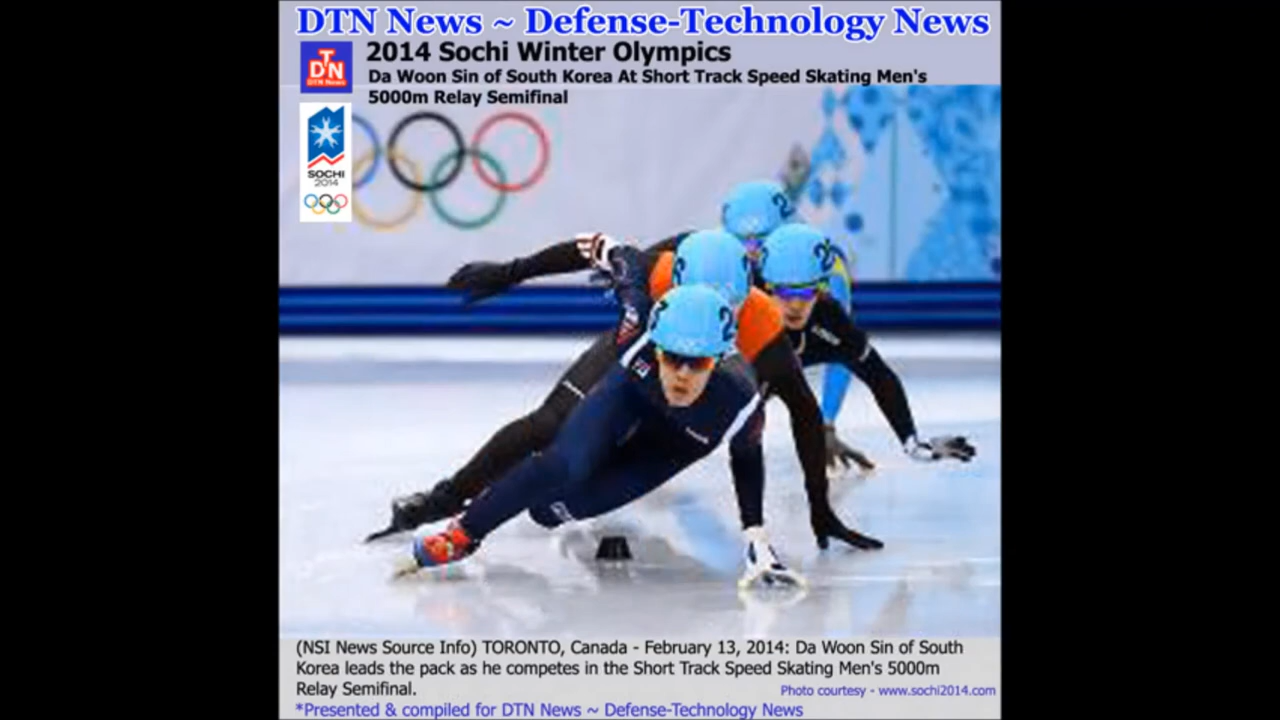 DTN News ~ Defense-Technology News
2014 Sochi Winter Olympics
Da Woon Sin of South Korea At Short Track Speed Skating Men's
5000m Relay Semifinal
DTN
DTN News
SOCHI
2014
(NSI News Source Info) TORONTO, Canada - February 13, 2014: Da Woon Sin of South
Korea leads the pack as he competes in the Short Track Speed Skating Men's 5000m
Relay Semifinal.
Photo courtesy - www.sochi2014.com
*Presented & compiled for DTN News ~ Defense-Technology News